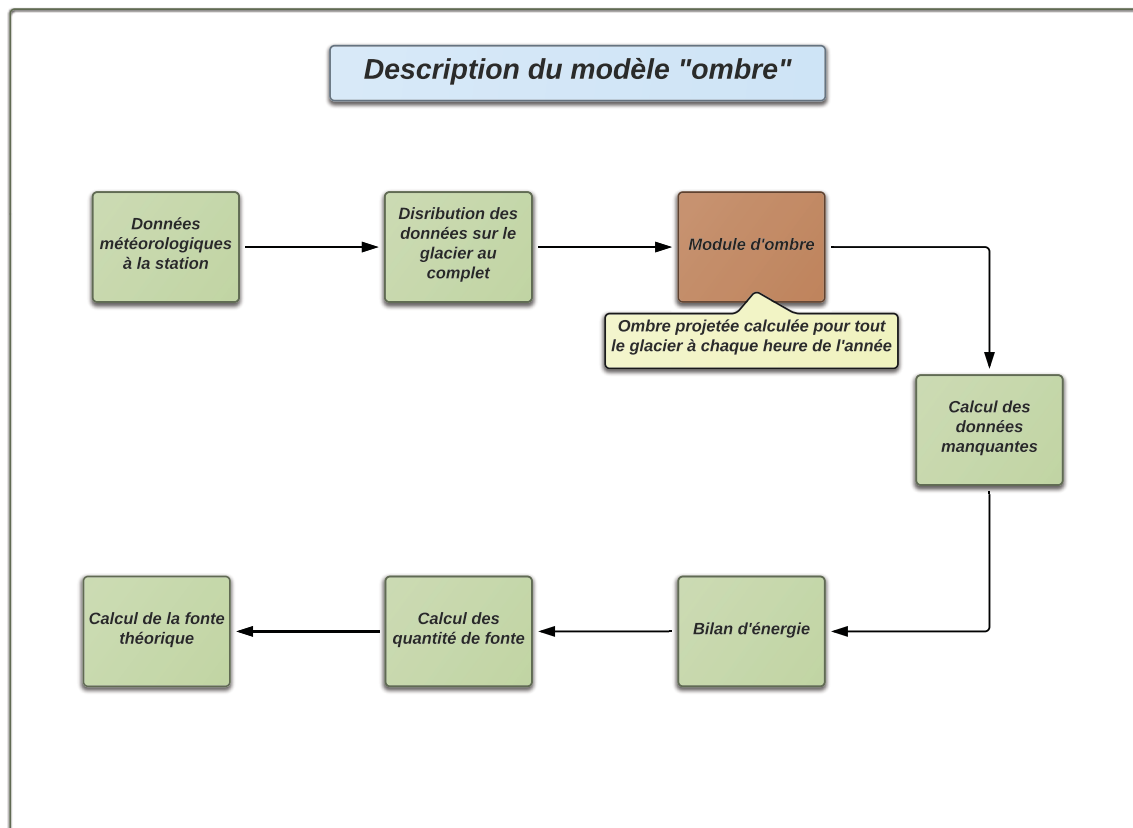 Description du modèle "ombre"
Données
météorologiques
à la station
Disribution des
données sur le
glacier au
complet
Module d'ombre
Ombre projetée calculée pour tout
le glacier à chaque heure de l'année
Calcul des
données
manquantes
Bilan d'énergie
Calcul des
quantité de fonte
Calcul de la fonte
théorique